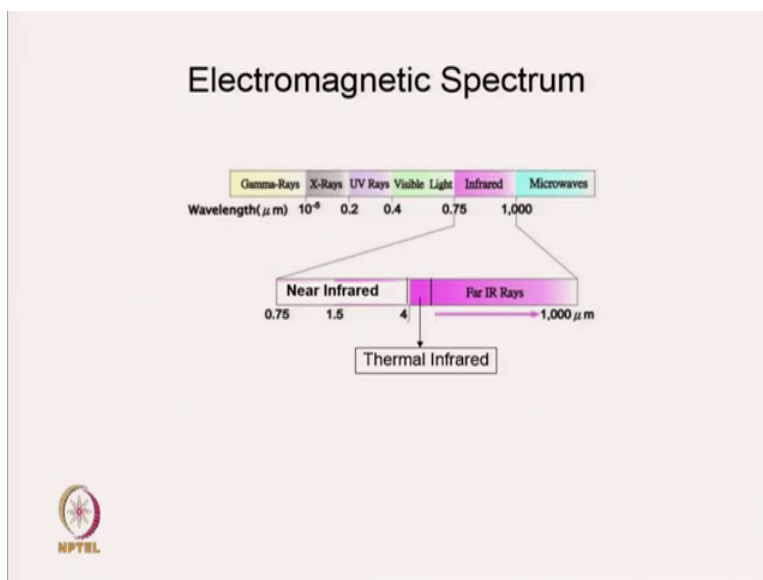 Electromagnetic Spectrum
Gamma-Rays X-Rays UV Rays Visible Light Infrared Microwaves
Wavelength(μm) 10⁻⁶ 0.2 0.4 0.75 1,000
Near Infrared Far IR Rays
0.75 1.5 4 1,000 μm
Thermal Infrared
NPTEL